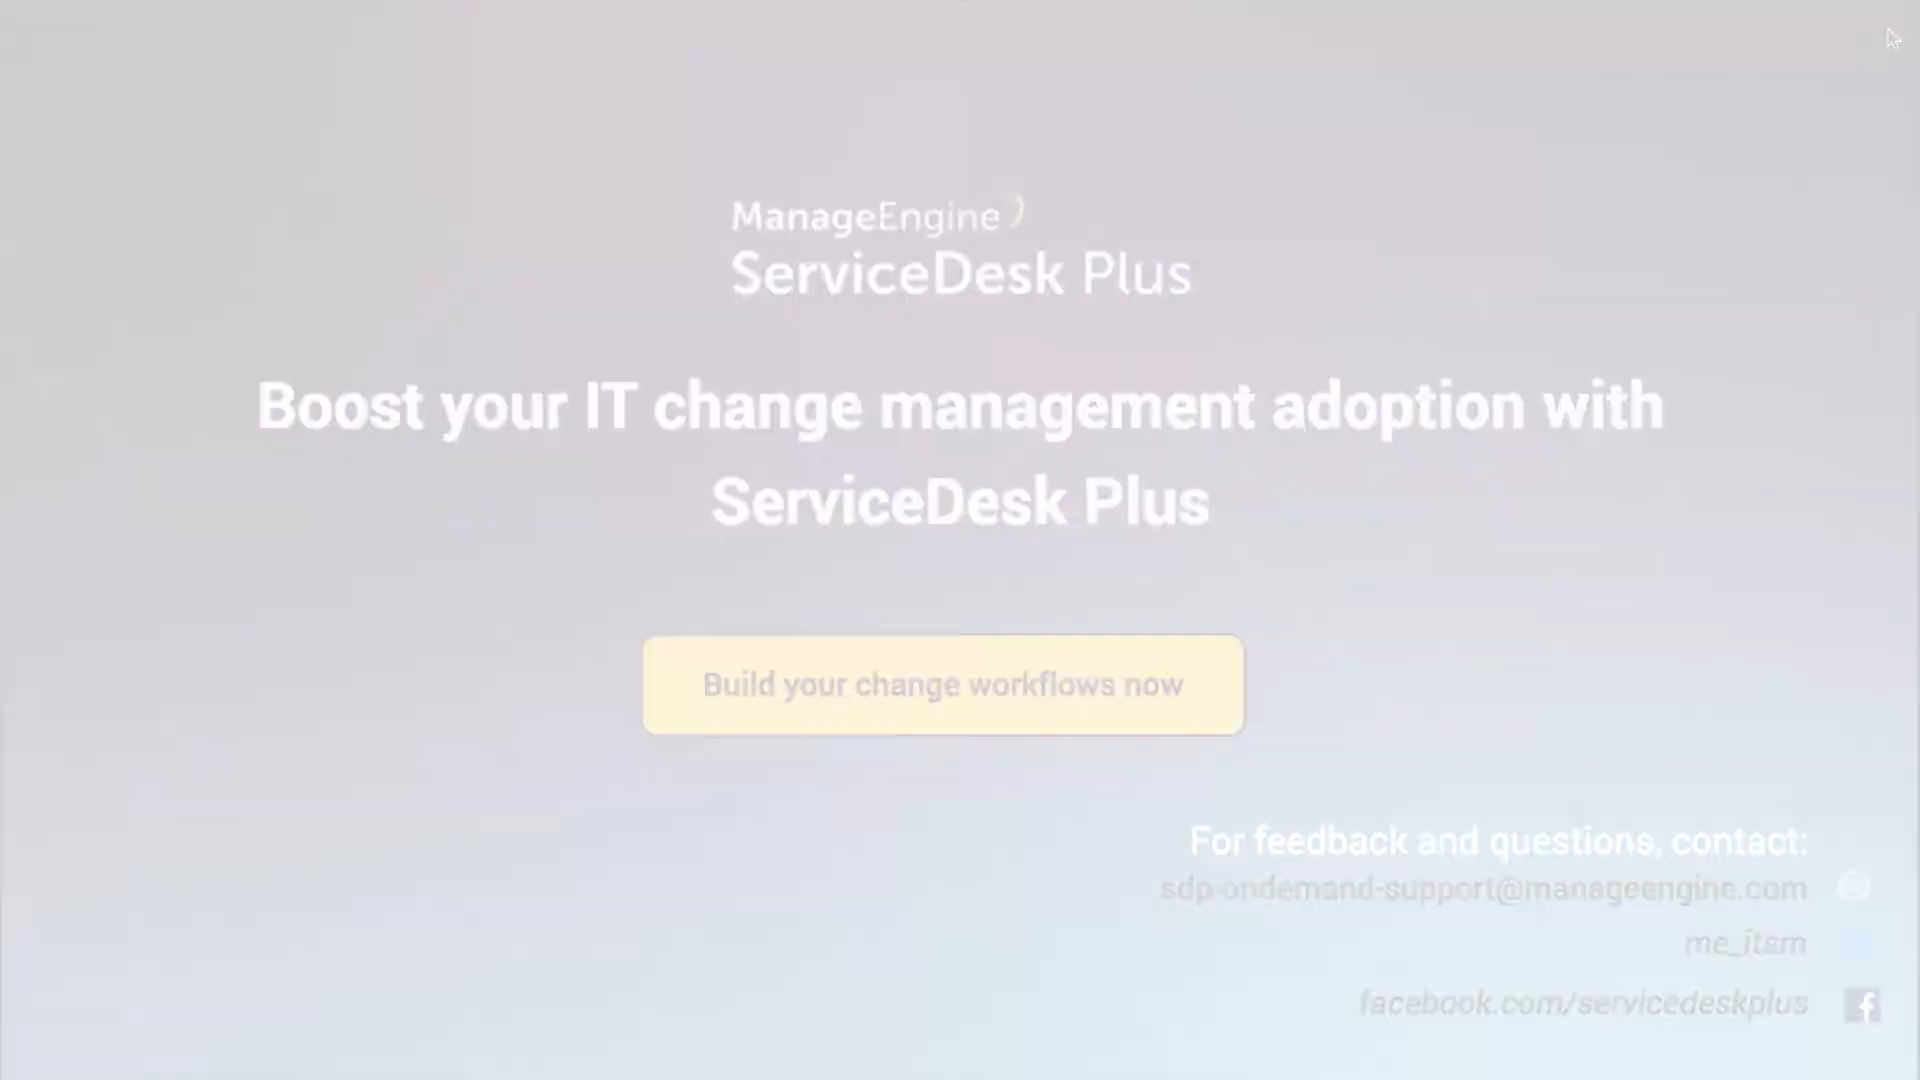 ManageEngine
ServiceDesk Plus
Boost your IT change management adoption with
ServiceDesk Plus
Build your change workflows now
For feedback and questions, contact:
sdp-ondemand-support@manageengine.com
me_itsm
facebook.com/servicedeskplus